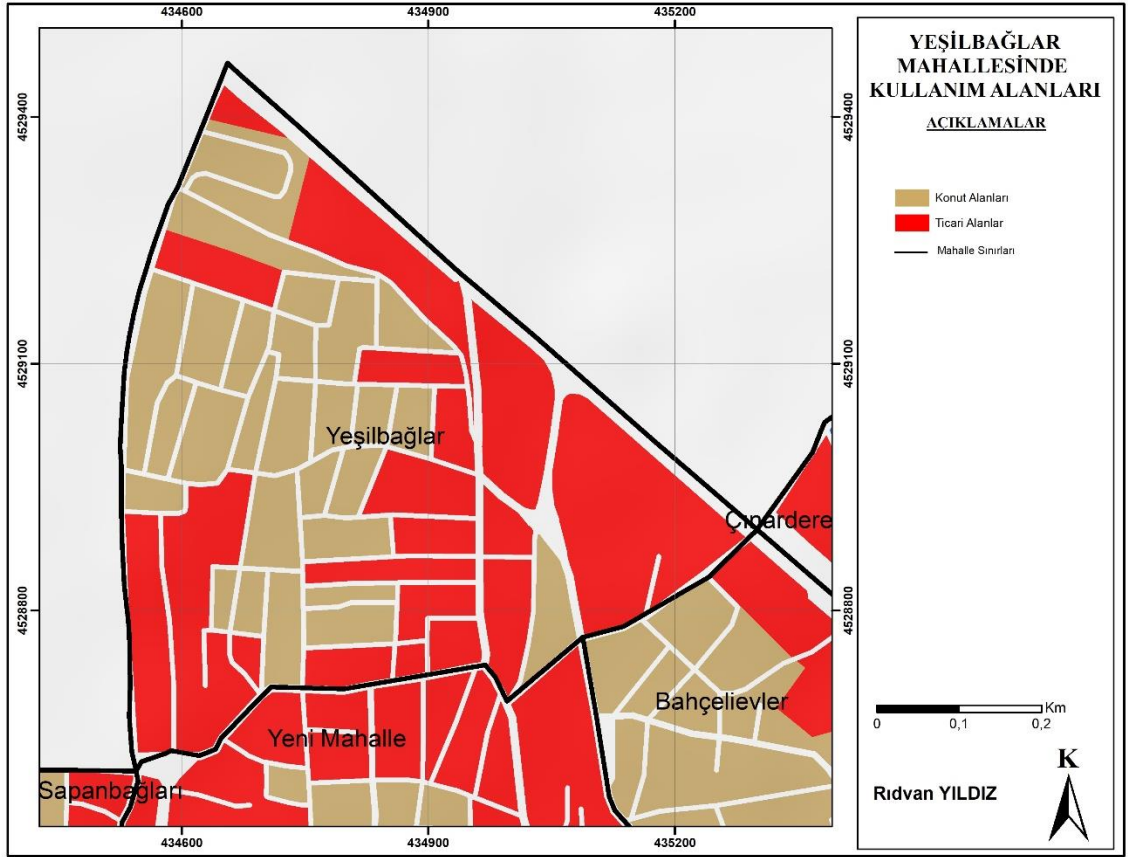 434600
434900
435200
4529400
4529400
4529100
4529100
4528800
4528800
434600
434900
435200
Yeşilbağlar
Çınardere
Bahçelievler
Yeni Mahalle
Sapanbağları
YEŞİLBAĞLAR
MAHALLESİNDE
KULLANIM ALANLARI
AÇIKLAMALAR
Konut Alanları
Ticari Alanlar
Mahalle Sınırları
Km
0 0,1 0,2
K
Rıdvan YILDIZ